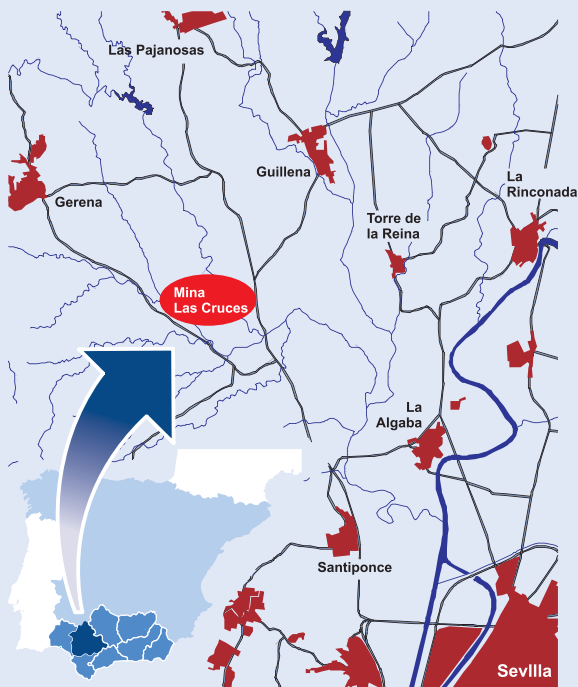 Las Pajanosas
Guillena
La
Rinconada
Gerena
Torre de
la Reina
Mina
Las Cruces
La
Algaba
Santiponce
SevIlla